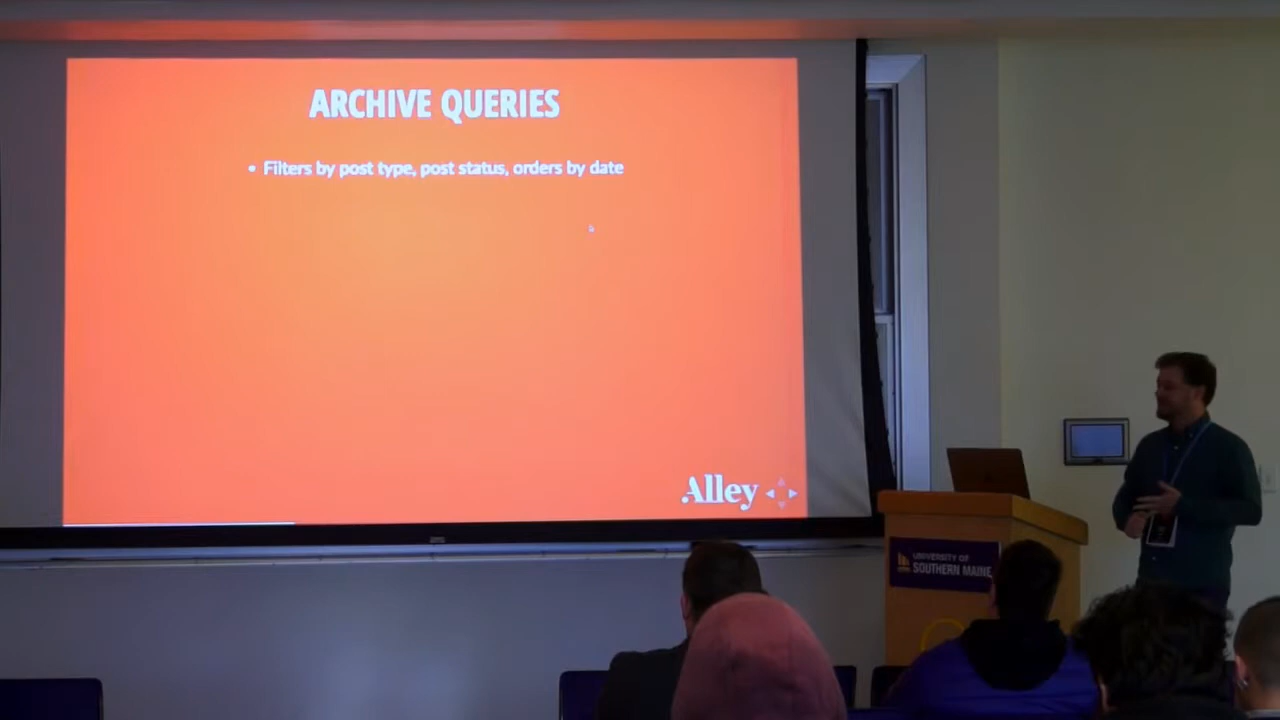 ARCHIVE QUERIES
• Filters by post type, post status, orders by date
Alley
UNIVERSITY OF
SOUTHERN MAINE